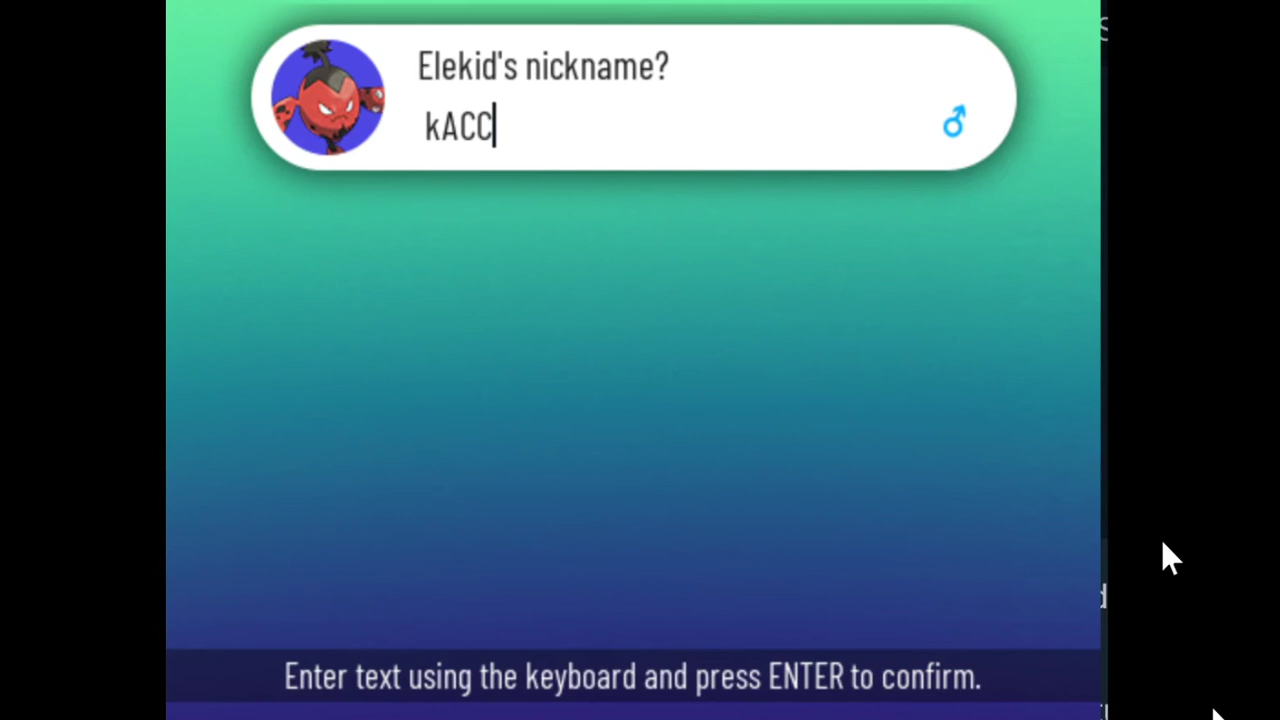 Elekid's nickname?
kACC
Enter text using the keyboard and press ENTER to confirm.